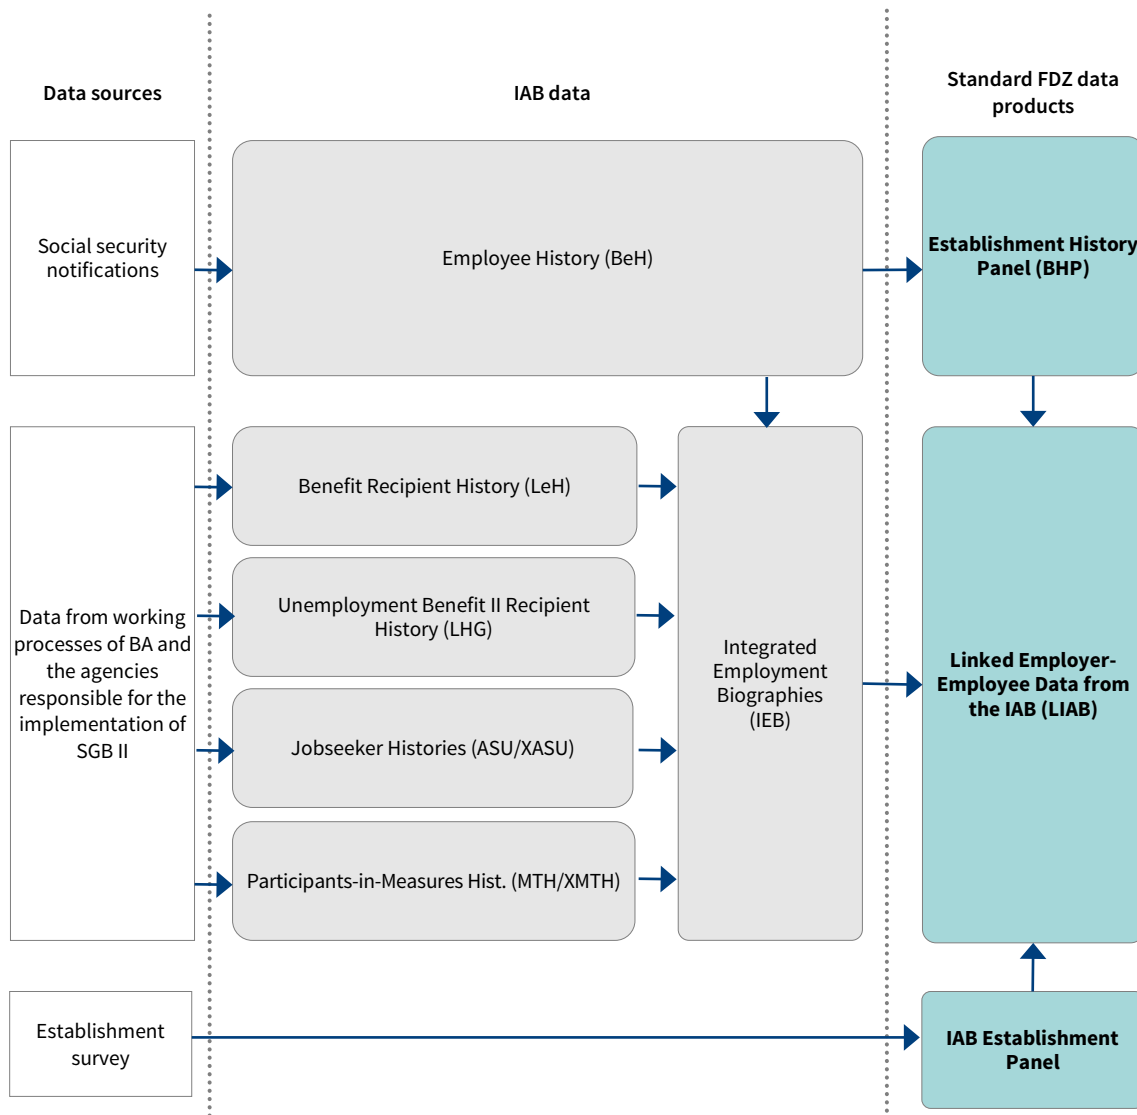 Data sources
IAB data
Standard FDZ data
products
Social security
notifications
Employee History (BeH)
Establishment History
Panel (BHP)
Data from working
processes of BA and
the agencies
responsible for the
implementation of
SGB II
Benefit Recipient History (LeH)
Unemployment Benefit II Recipient
History (LHG)
Jobseeker Histories (ASU/XASU)
Participants-in-Measures Hist. (MTH/XMTH)
Integrated
Employment
Biographies
(IEB)
Linked Employer-
Employee Data from
the IAB (LIAB)
Establishment
survey
IAB Establishment
Panel